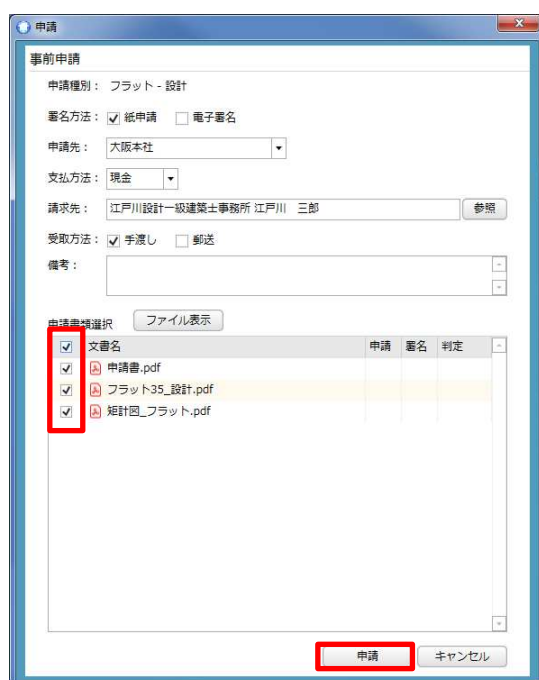 申請
事前申請
申請種別： フラット - 設計
署名方法： 紙申請 電子署名
申請先： 大阪本社
支払方法： 現金
請求先： 江戸川設計一級建築士事務所 江戸川　三郎 参照
受取方法： 手渡し 郵送
備考：
申請書類選択 ファイル表示
文書名 申請 署名 判定
申請書.pdf
フラット35_設計.pdf
矩計図_フラット.pdf
申請 キャンセル